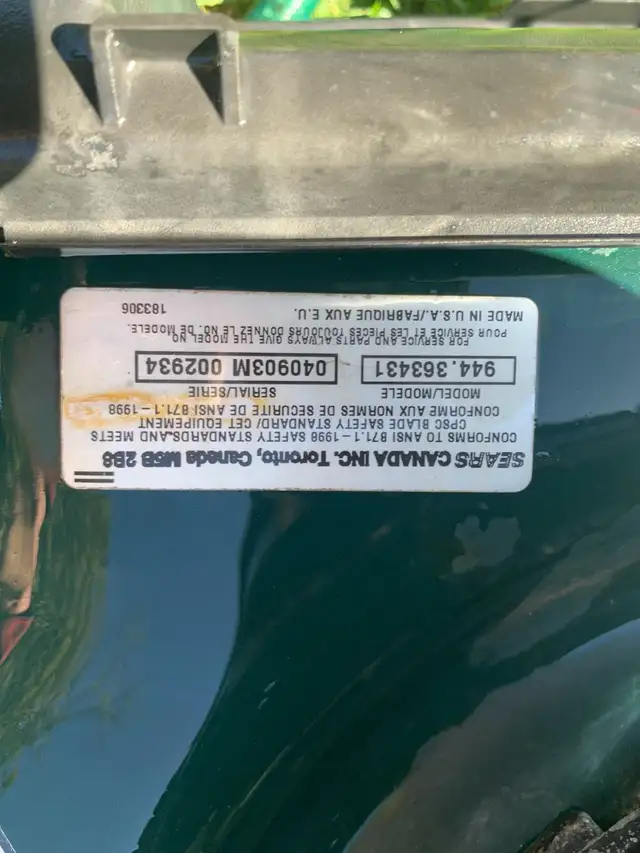 SEARS CANADA INC. Toronto, Canada M5B 2B8
CONFORMS TO ANSI B71.1-1998 SAFETY STANDARDS,AND MEETS
CPSC BLADE SAFETY STANDARD/ CET EQUIPEMENT
CONFORME AUX NORMES DE SECURITE DE ANSI B71.1-1998
MODEL/MODELE SERIAL/SERIE
944.363431 040903M 002934
FOR SERVICE AND PARTS ALWAYS GIVE THE MODEL NO.
POUR SERVICE ET LES PIECES TOUJOURS DONNEZ LE NO. DE MODELE.
MADE IN U.S.A./FABRIQUE AUX E.U. 183306